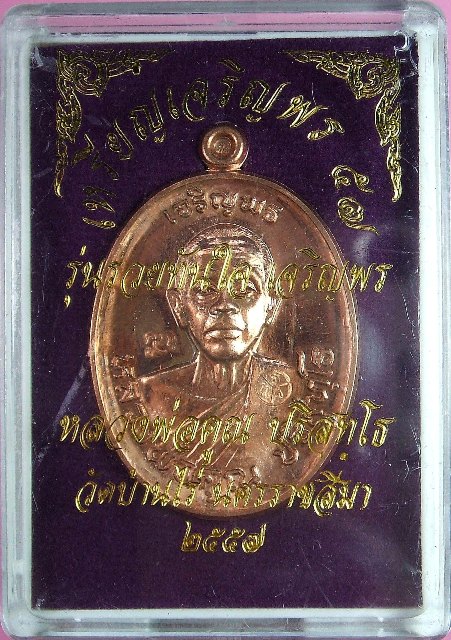 เหรียญเจริญพร ๕๑
เจริญพร
รุ่นรวยพันใจ เจริญพร
หลวงพ่อคูณ ปริสุทฺโธ
วัดบ้านไร่ นครราชสีมา
๒๕๕๗